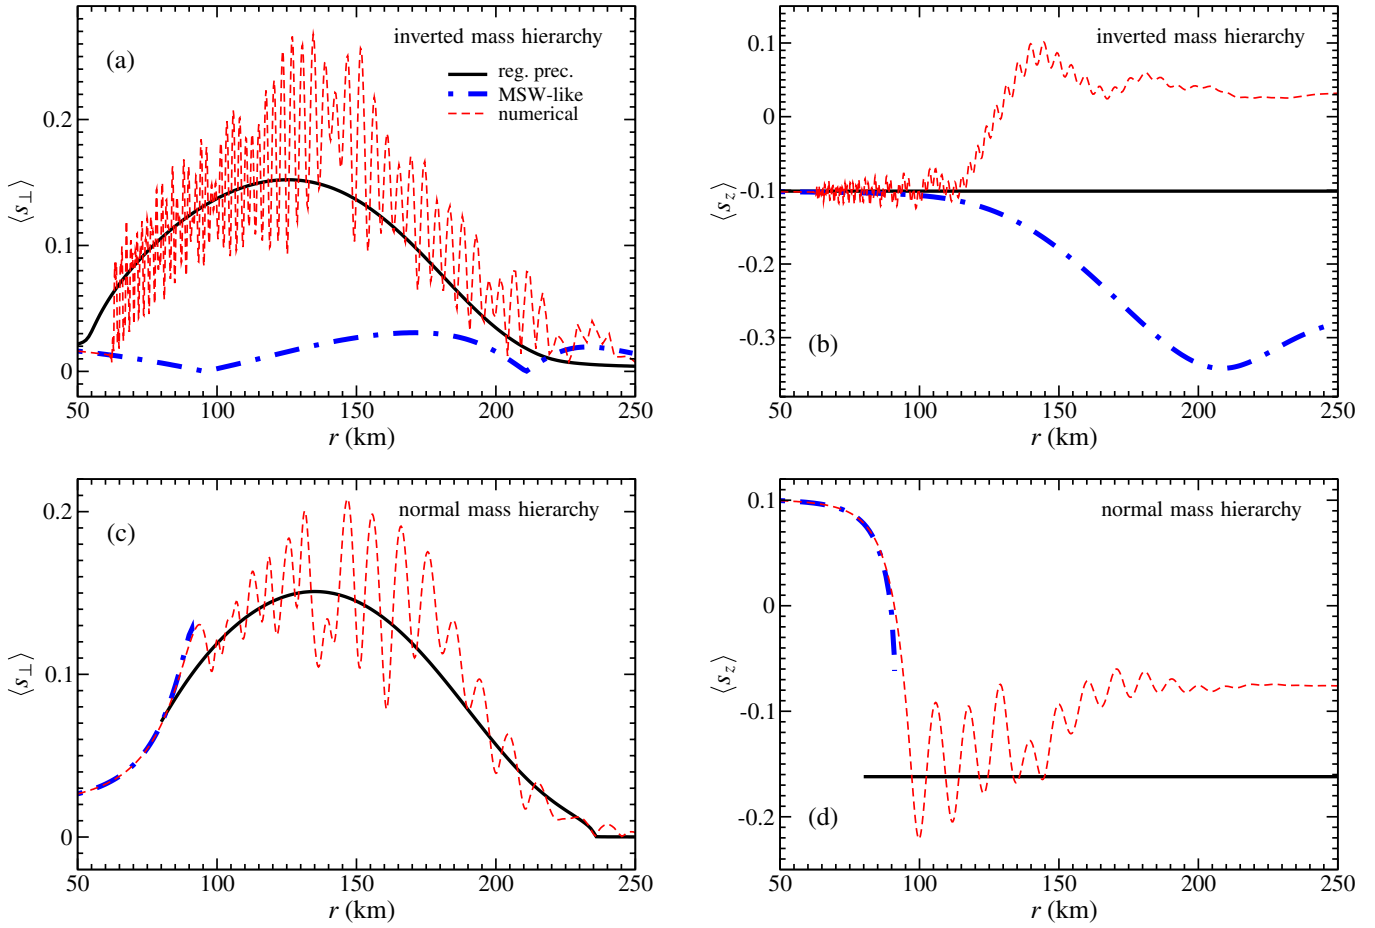 (a)
inverted mass hierarchy
reg. prec.
MSW-like
numerical
0.2
0.1
0
⟨s⊥⟩
50 100 150 200 250
r (km)
(b)
inverted mass hierarchy
0.1
0
-0.1
-0.2
-0.3
⟨s_z⟩
50 100 150 200 250
r (km)
(c)
normal mass hierarchy
0.2
0.1
0
⟨s⊥⟩
50 100 150 200 250
r (km)
(d)
normal mass hierarchy
0.1
0
-0.1
-0.2
⟨s_z⟩
50 100 150 200 250
r (km)